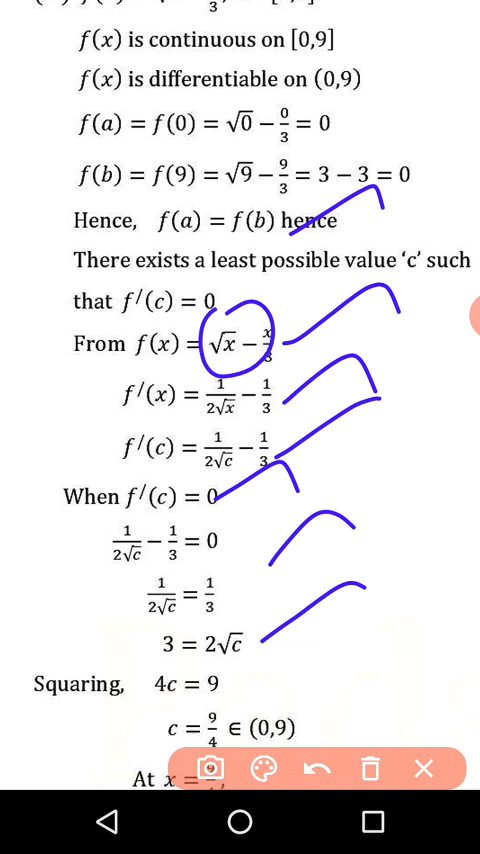 f(x) is continuous on [0,9]
f(x) is differentiable on (0,9)
f(a) = f(0) = √0 − 0/3 = 0
f(b) = f(9) = √9 − 9/3 = 3 − 3 = 0
Hence, f(a) = f(b) hence
There exists a least possible value ‘c’ such
that f′(c) = 0
From f(x) = √x − x/3
f′(x) = 1/(2√x) − 1/3
f′(c) = 1/(2√c) − 1/3
When f′(c) = 0
1/(2√c) − 1/3 = 0
1/(2√c) = 1/3
3 = 2√c
Squaring, 4c = 9
c = 9/4 ∈ (0,9)
At x =